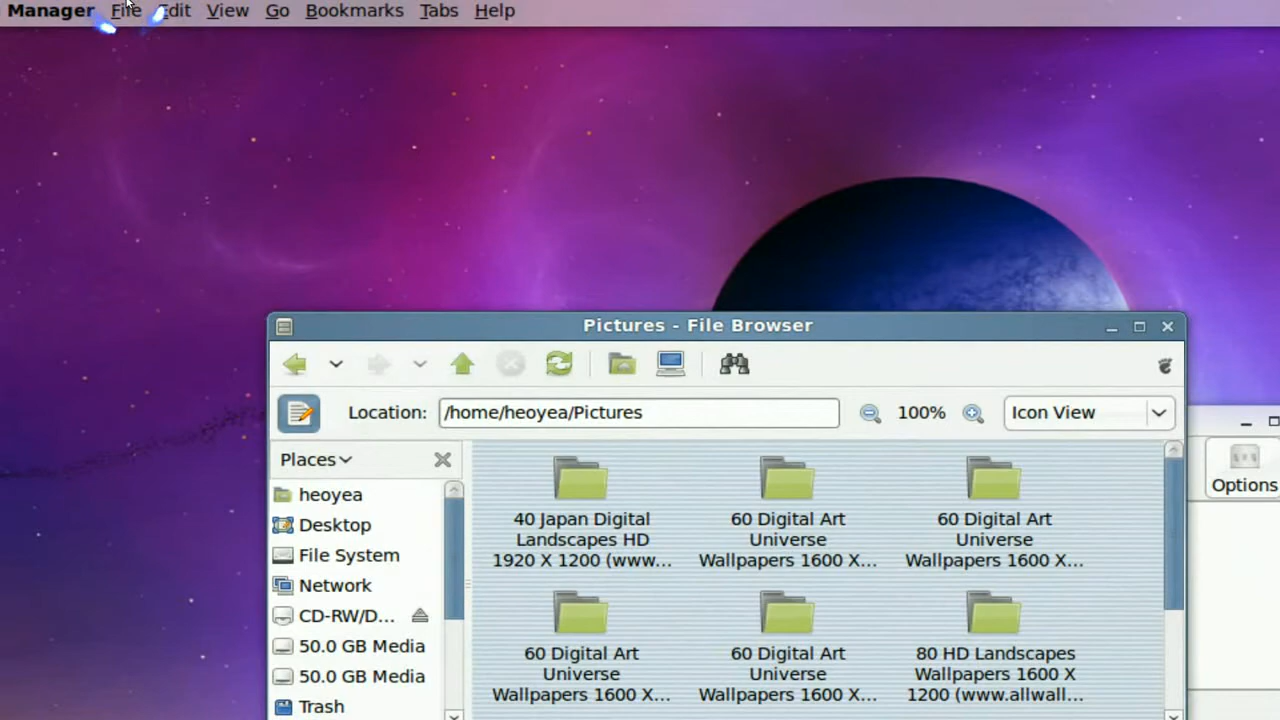 Manager File Edit View Go Bookmarks Tabs Help
Pictures - File Browser
Location: /home/heoyea/Pictures 100% Icon View
Places
heoyea
Desktop
File System
Network
CD-RW/D...
50.0 GB Media
50.0 GB Media
Trash
40 Japan Digital
Landscapes HD
1920 X 1200 (www...
60 Digital Art
Universe
Wallpapers 1600 X...
60 Digital Art
Universe
Wallpapers 1600 X...
60 Digital Art
Universe
Wallpapers 1600 X...
60 Digital Art
Universe
Wallpapers 1600 X...
80 HD Landscapes
Wallpapers 1600 X
1200 (www.allwall...
Options